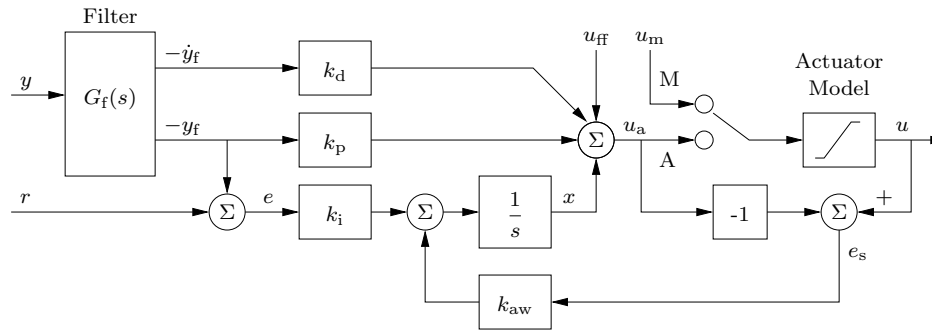 Filter
−ẏ_f
u_ff
u_m
Actuator
Model
y
G_f(s)
k_d
M
−y_f
k_p
Σ
u_a
A
u
r
Σ
e
k_i
Σ
1/s
x
-1
Σ
+
e_s
k_aw